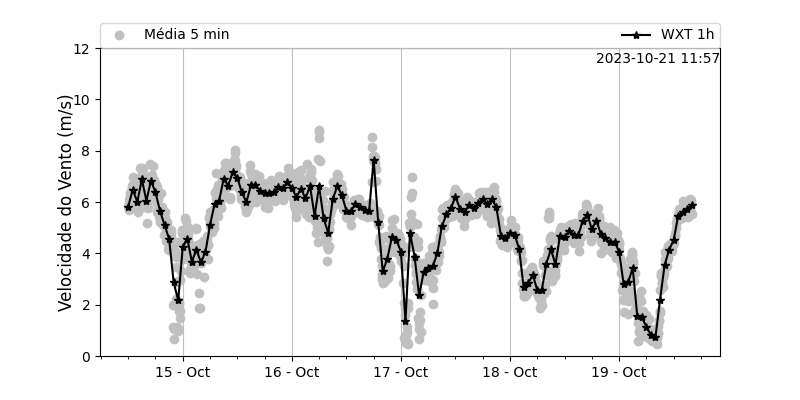 Média 5 min
WXT 1h
2023-10-21 11:57
Velocidade do Vento (m/s)
12
10
8
6
4
2
0
15 - Oct
16 - Oct
17 - Oct
18 - Oct
19 - Oct